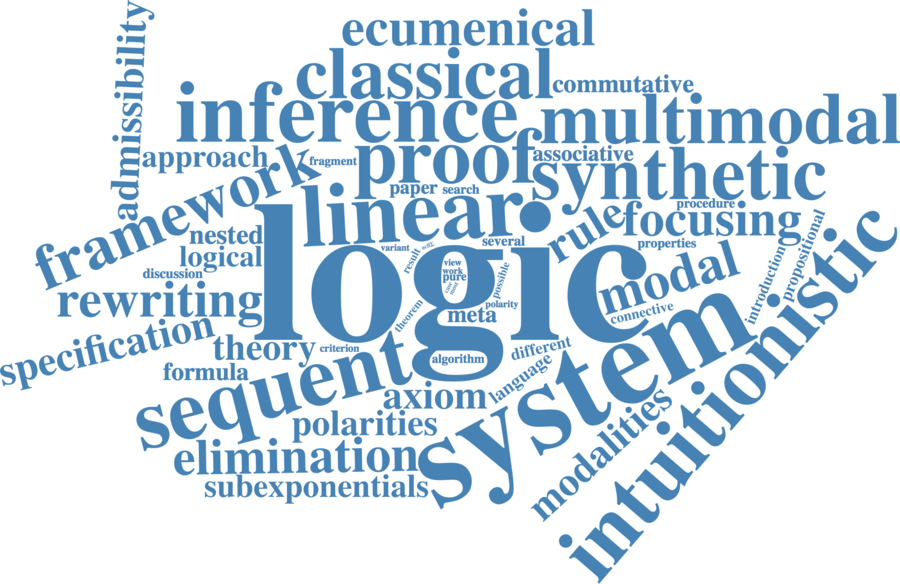 ecumenical
admissibility
classical
commutative
inference
multimodal
approach
fragment
proof
associative
framework
paper
search
synthetic
linear
procedure
rule
focusing
nested
variant
several
properties
logical
logic
result
view
work
pure
possible
modal
introduction
propositional
discussion
rewriting
theorem
meta
polarity
connective
specification
theory
criterion
algorithm
different
formula
language
sequent
axiom
system
intuitionistic
polarities
modalities
elimination
subexponentials